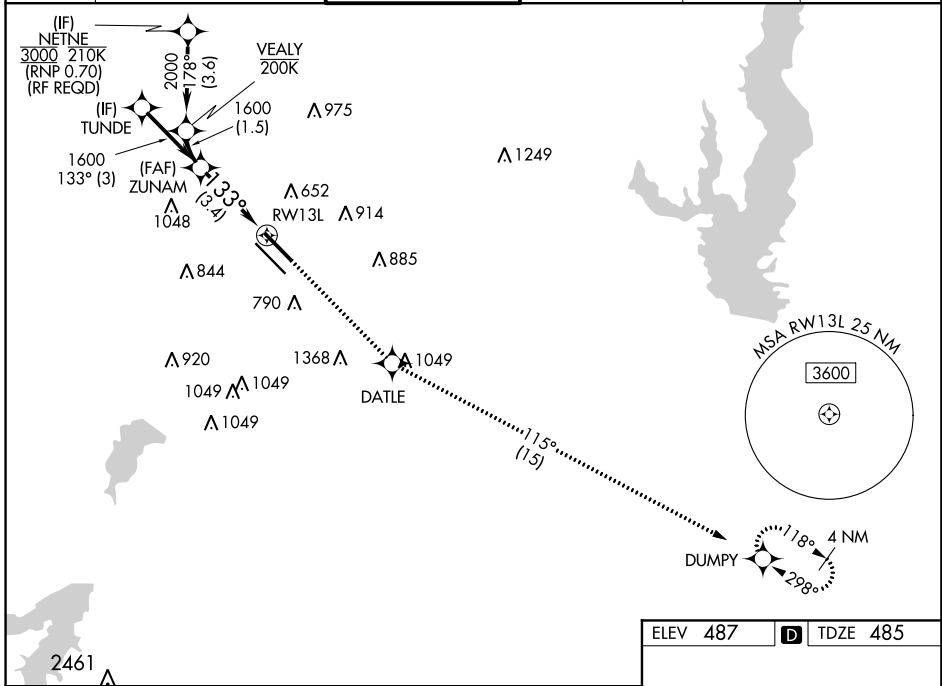 (IF)
NETNE
3000 210K
(RNP 0.70)
(RF REQD)
2000
178°
(3.6)
VEALY
200K
(IF)
TUNDE
1600
(1.5)
975
1600
133° (3)
(FAF)
ZUNAM
133°
(3.4)
1249
652
1048
RW13L
914
844
885
790
920
1368
1049
1049
1049
1049
DATLE
115°
(15)
MSA RW13L 25 NM
3600
DUMPY
118°
4 NM
298°
2461
ELEV 487 D TDZE 485